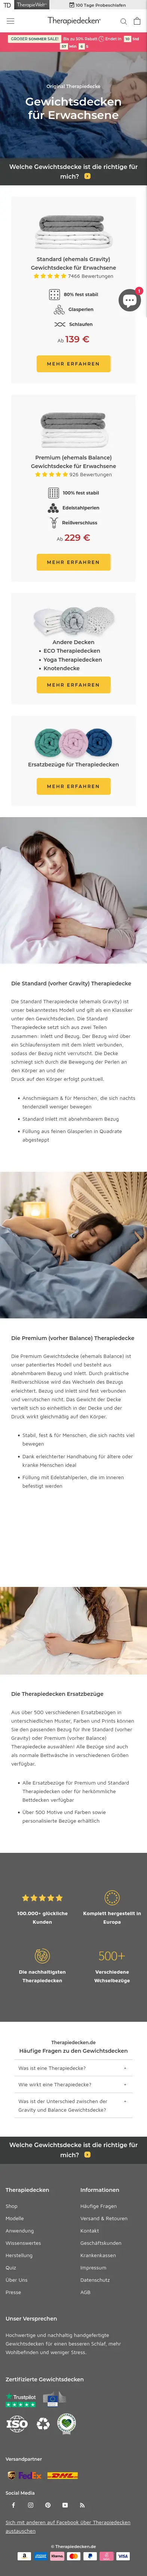 TD TherapieWelt
100 Tage Probeschlafen
Therapiedecken
GROßER SOMMER SALE! Bis zu 50% Rabatt
Endet in:
Std
Min
s
Original Therapiedecke
Gewichtsdecken
für Erwachsene
Welche Gewichtsdecke ist die richtige für
mich?
Standard (ehemals Gravity)
Gewichtsdecke für Erwachsene
7466 Bewertungen
80% fest stabil
Glasperlen
Schlaufen
Ab 139 €
MEHR ERFAHREN
1
Premium (ehemals Balance)
Gewichtsdecke für Erwachsene
926 Bewertungen
100% fest stabil
Edelstahlperlen
Reißverschluss
Ab 229 €
MEHR ERFAHREN
Andere Decken
• ECO Therapiedecken
• Yoga Therapiedecken
• Knotendecke
MEHR ERFAHREN
Ersatzbezüge für Therapiedecken
MEHR ERFAHREN
Die Standard (vorher Gravity) Therapiedecke
Die Standard Therapiedecke (ehemals Gravity) ist
unser bekanntestes Modell und gilt als ein Klassiker
unter den Gewichtsdecken. Die Standard
Therapiedecke setzt sich aus zwei Teilen
zusammen: Inlett und Bezug. Der Bezug wird über
ein Schlaufensystem mit dem Inlett verbunden,
sodass der Bezug nicht verrutscht. Die Decke
schmiegt sich durch die Bewegung der Perlen an
den Körper an und der
Druck auf den Körper erfolgt punktuell.
• Anschmiegsam & für Menschen, die sich nachts
tendenziell weniger bewegen
• Standard Inlett mit abnehmbarem Bezug
• Füllung aus feinen Glasperlen in Quadrate
abgesteppt
Die Premium (vorher Balance) Therapiedecke
Die Premium Gewichtsdecke (ehemals Balance) ist
unser patentiertes Modell besteht aus einem
abnehmbaren Bezug und Inlett. Durch praktische
Reißverschlüsse wird das Wechseln des Bezugs
erleichtert. Bezug und Inlett sind fest verbunden
und verrutschen nicht. Das Gewicht der Decke
verteilt sich so einheitlich in der Decke und der
Druck wirkt gleichmäßig auf den Körper.
• Stabil, fest & für Menschen, die sich nachts viel
bewegen
• Dank erleichterter Handhabung für ältere oder
kranke Menschen ideal
• Füllung mit Edelstahlperlen, die im Inneren
befestigt werden
Die Therapiedecken Ersatzbezüge
Aus über 500 verschiedenen Ersatzbezügen in
unterschiedlichen Muster, Farben und Prints können
Sie den passenden Bezug für Ihre Standard (vorher
Gravity) oder Premium (vorher Balance)
Therapiedecke auswählen! Alle Bezüge sind auch
als normale Bettwäsche in verschiedenen Größen
verfügbar.
• Alle Ersatzbezüge für Premium und Standard
Therapiedecken oder für herkömmliche
Bettdecken verfügbar
• Über 500 Motive und Farben sowie
personalisierte Bezüge erhältlich
100.000+ glückliche
Kunden
Komplett hergestellt in
Europa
Die nachhaltigsten
Therapiedecken
500+
Verschiedene
Wechselbezüge
Therapiedecken.de
Häufige Fragen zu den Gewichtsdecken
Was ist eine Therapiedecke? +
Wie wirkt eine Therapiedecke? +
Was ist der Unterschied zwischen der +
Gravity und Balance Gewichtsdecke?
Welche Gewichtsdecke ist die richtige für
mich?
Therapiedecken
Shop
Modelle
Anwendung
Wissenswertes
Herstellung
Quiz
Über Uns
Presse
Informationen
Häufige Fragen
Versand & Retouren
Kontakt
Geschäftskunden
Krankenkassen
Impressum
Datenschutz
AGB
Unser Versprechen
Hochwertige und nachhaltig handgefertigte
Gewichtsdecken für einen besseren Schlaf, mehr
Wohlbefinden und weniger Stress.
Zertifizierte Gewichtsdecken
Trustpilot
ISO
Versandpartner
FedEx DHL
Social Media
Sich mit anderen auf Facebook über Therapiedecken
austauschen
© Therapiedecken.de
Klarna
VISA